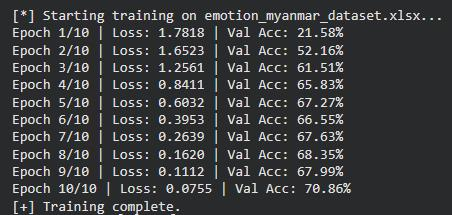 [*] Starting training on emotion_myanmar_dataset.xlsx...
Epoch 1/10 | Loss: 1.7818 | Val Acc: 21.58%
Epoch 2/10 | Loss: 1.6523 | Val Acc: 52.16%
Epoch 3/10 | Loss: 1.2561 | Val Acc: 61.51%
Epoch 4/10 | Loss: 0.8411 | Val Acc: 65.83%
Epoch 5/10 | Loss: 0.6032 | Val Acc: 67.27%
Epoch 6/10 | Loss: 0.3953 | Val Acc: 66.55%
Epoch 7/10 | Loss: 0.2639 | Val Acc: 67.63%
Epoch 8/10 | Loss: 0.1620 | Val Acc: 68.35%
Epoch 9/10 | Loss: 0.1112 | Val Acc: 67.99%
Epoch 10/10 | Loss: 0.0755 | Val Acc: 70.86%
[+] Training complete.